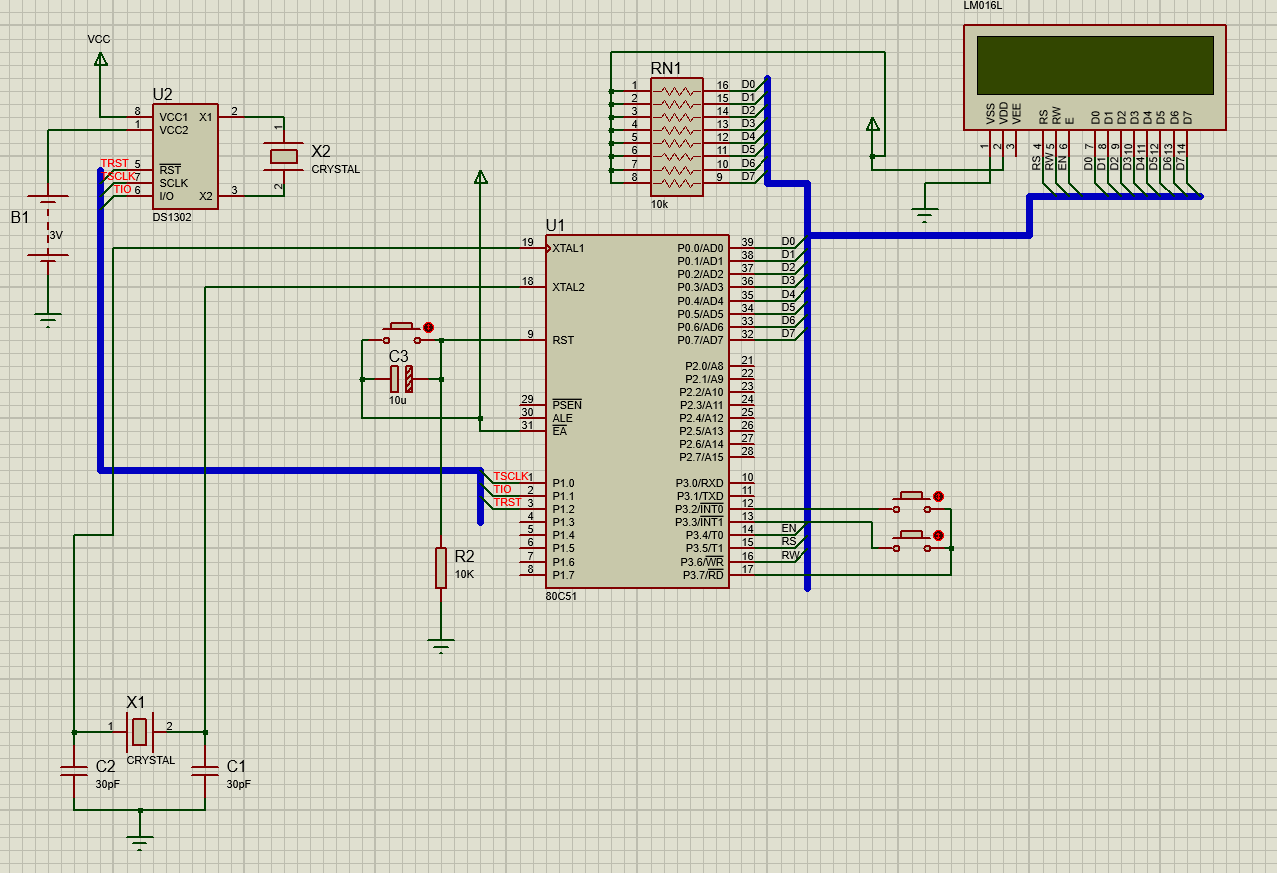 LM016L
VCC
U2
8 VCC1 X1 2
1 VCC2
TRST 5 RST
TSCLK 7 SCLK
TIO 6 I/O X2 3
DS1302
1
X2
CRYSTAL
2
B1
3V
RN1
1 16 D0
2 15 D1
3 14 D2
4 13 D3
5 12 D4
6 11 D5
7 10 D6
8 9 D7
10k
VSS VDD VEE RS RW E D0 D1 D2 D3 D4 D5 D6 D7
1 2 3 4 5 6 7 8 9 10 11 12 13 14
RS RW EN D0 D1 D2 D3 D4 D5 D6 D7
U1
19 XTAL1 P0.0/AD0 39 D0
P0.1/AD1 38 D1
P0.2/AD2 37 D2
18 XTAL2 P0.3/AD3 36 D3
P0.4/AD4 35 D4
P0.5/AD5 34 D5
P0.6/AD6 33 D6
9 RST P0.7/AD7 32 D7
C3
10u
P2.0/A8 21
P2.1/A9 22
P2.2/A10 23
29 PSEN P2.3/A11 24
30 ALE P2.4/A12 25
31 EA P2.5/A13 26
P2.6/A14 27
P2.7/A15 28
TSCLK 1 P1.0 P3.0/RXD 10
TIO 2 P1.1 P3.1/TXD 11
TRST 3 P1.2 P3.2/INT0 12
4 P1.3 P3.3/INT1 13
5 P1.4 P3.4/T0 14 EN
6 P1.5 P3.5/T1 15 RS
7 P1.6 P3.6/WR 16 RW
8 P1.7 P3.7/RD 17
80C51
R2
10K
X1
1 2
CRYSTAL
C2
30pF
C1
30pF